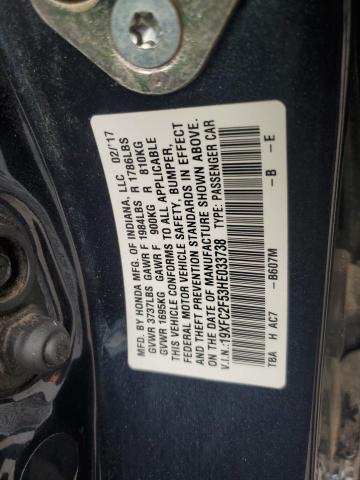 MFD. BY HONDA MFG. OF INDIANA, LLC 02/'17
GVWR 3737LBS GAWR F 1984LBS R 1786LBS
GVWR 1695KG GAWR F 900KG R 810KG
THIS VEHICLE CONFORMS TO ALL APPLICABLE
FEDERAL MOTOR VEHICLE SAFETY, BUMPER,
AND THEFT PREVENTION STANDARDS IN EFFECT
ON THE DATE OF MANUFACTURE SHOWN ABOVE.
V.I.N.:19XFC2F53HE033738 TYPE: PASSENGER CAR
TBA H AC7 - B607M - B - E